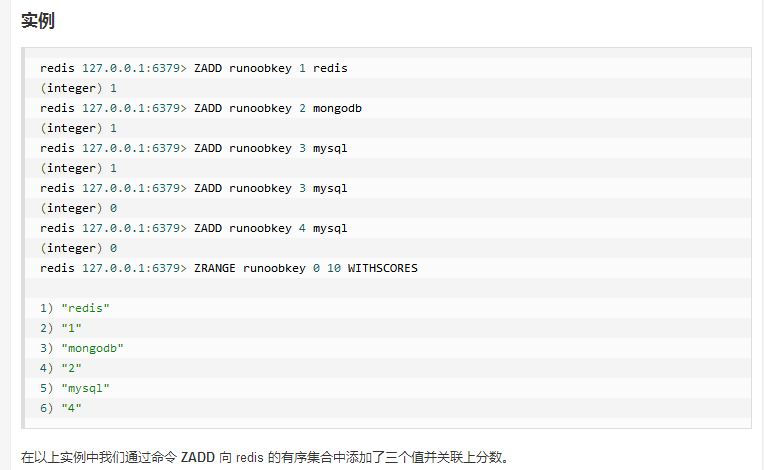 实例
redis 127.0.0.1:6379> ZADD runoobkey 1 redis
(integer) 1
redis 127.0.0.1:6379> ZADD runoobkey 2 mongodb
(integer) 1
redis 127.0.0.1:6379> ZADD runoobkey 3 mysql
(integer) 1
redis 127.0.0.1:6379> ZADD runoobkey 3 mysql
(integer) 0
redis 127.0.0.1:6379> ZADD runoobkey 4 mysql
(integer) 0
redis 127.0.0.1:6379> ZRANGE runoobkey 0 10 WITHSCORES
1) "redis"
2) "1"
3) "mongodb"
4) "2"
5) "mysql"
6) "4"
在以上实例中我们通过命令 ZADD 向 redis 的有序集合中添加了三个值并关联上分数。